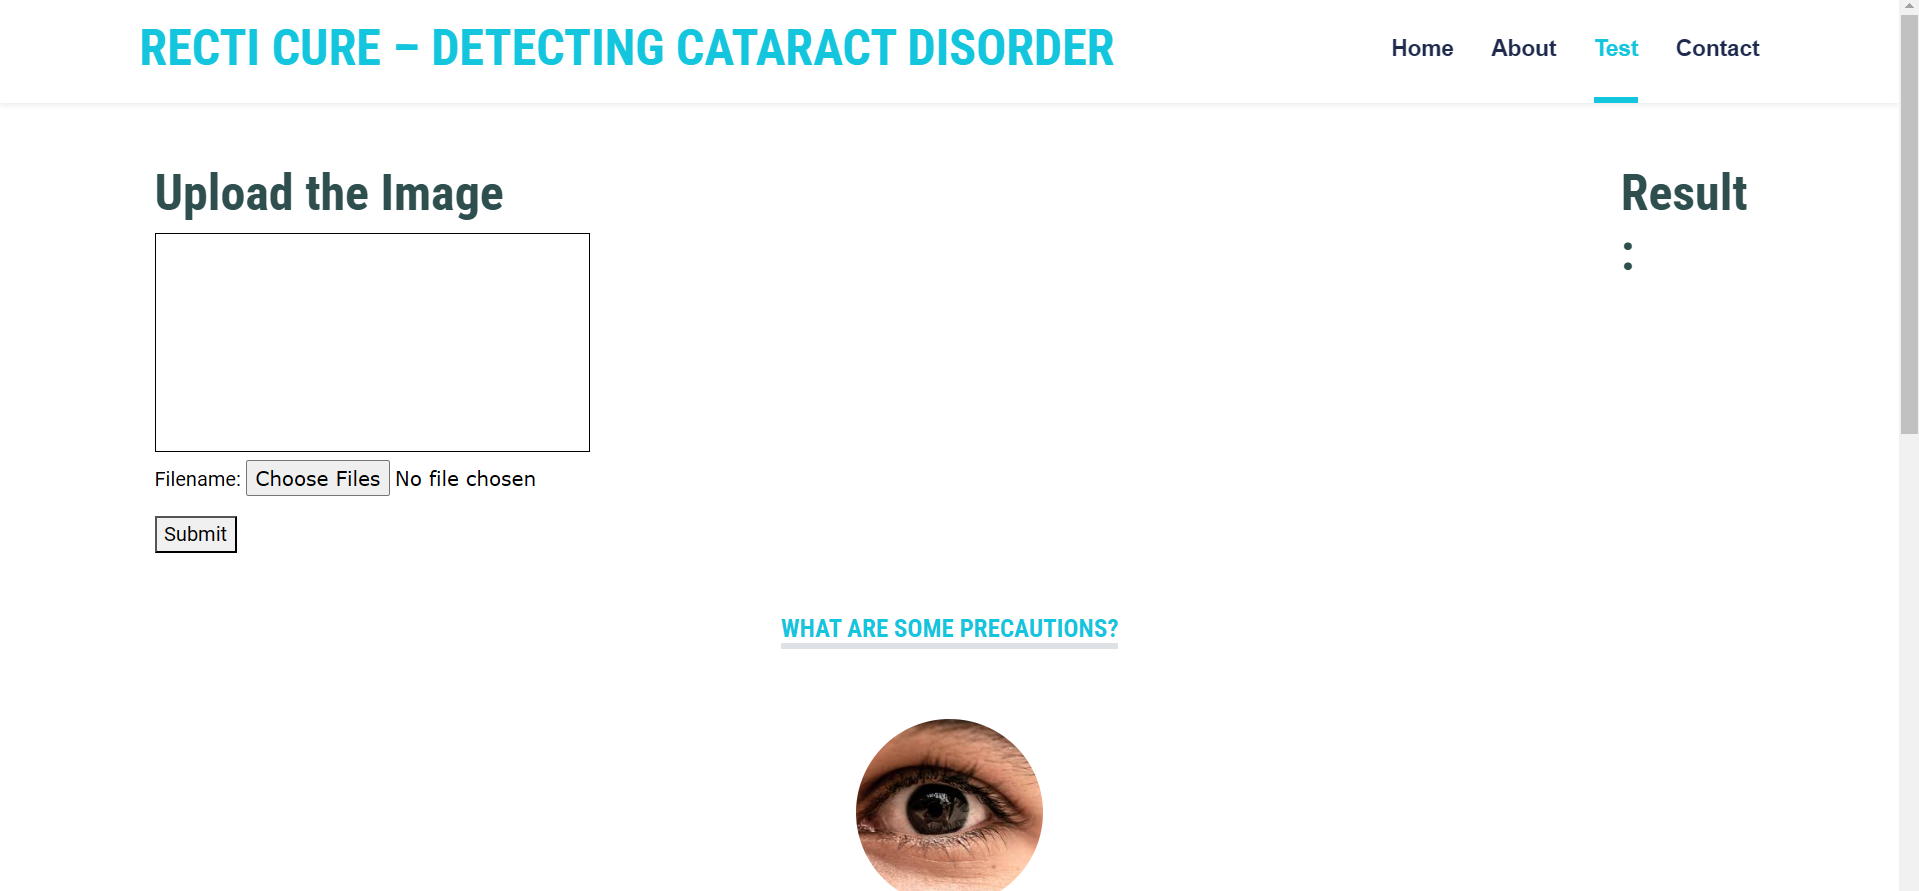 RECTI CURE – DETECTING CATARACT DISORDER
Home About Test Contact
Upload the Image
Result
Filename: Choose Files No file chosen
Submit
WHAT ARE SOME PRECAUTIONS?